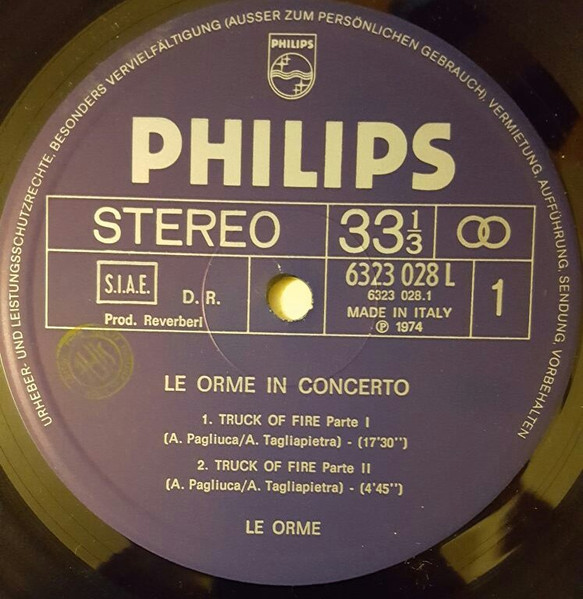 URHEBER- UND LEISTUNGSSCHUTZRECHTE, BESONDERS VERVIELFÄLTIGUNG (AUSSER ZUM PERSÖNLICHEN GEBRAUCH), VERMIETUNG, AUFFÜHRUNG, SENDUNG, VORBEHALTEN
PHILIPS
PHILIPS
STEREO
33 1/3
S.I.A.E.
D. R.
Prod. Reverberi
6323 028 L
6323 028.1
MADE IN ITALY
Ⓟ 1974
1
LE ORME IN CONCERTO
1. TRUCK OF FIRE Parte I
(A. Pagliuca/A. Tagliapietra) - (17'30'')
2. TRUCK OF FIRE Parte II
(A. Pagliuca/A. Tagliapietra) - (4'45'')
LE ORME